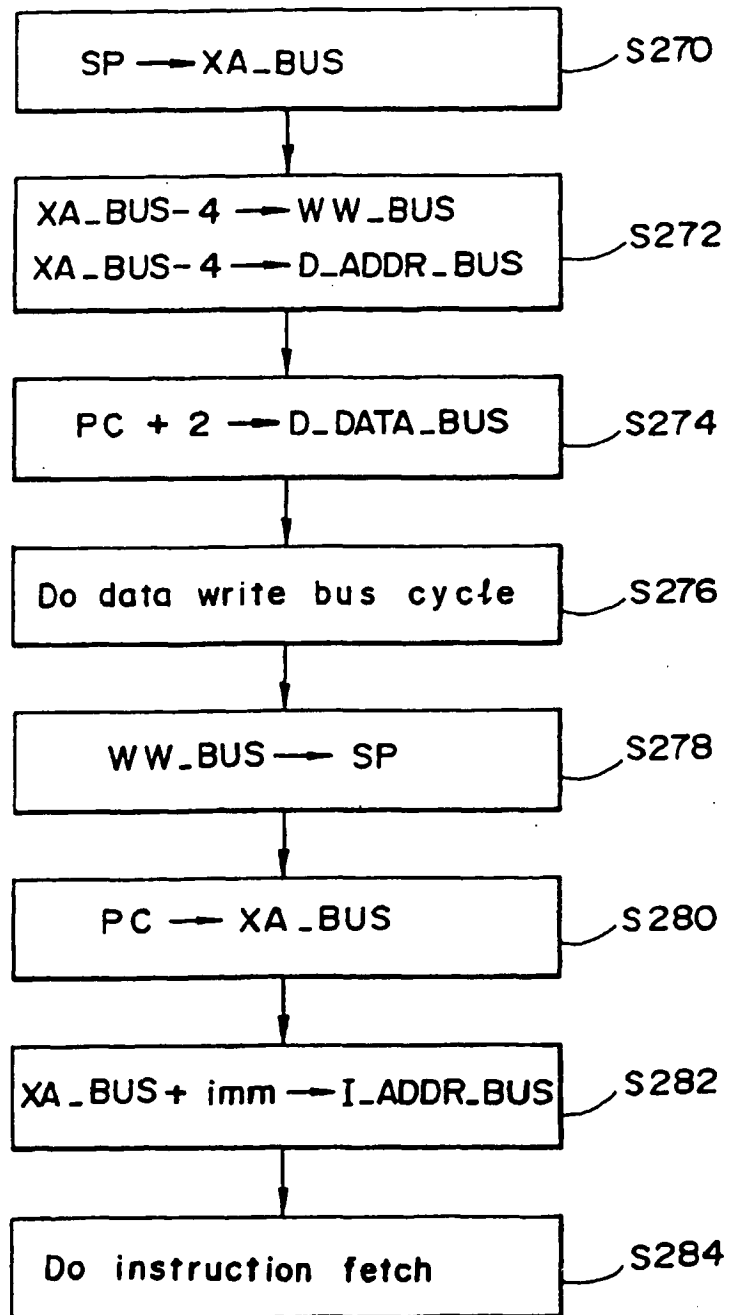 SP → XA_BUS
S270
XA_BUS-4 → WW_BUS
XA_BUS-4 → D_ADDR_BUS
S272
PC + 2 → D_DATA_BUS
S274
Do data write bus cycle
S276
WW_BUS → SP
S278
PC → XA_BUS
S280
XA_BUS + imm → I_ADDR_BUS
S282
Do instruction fetch
S284